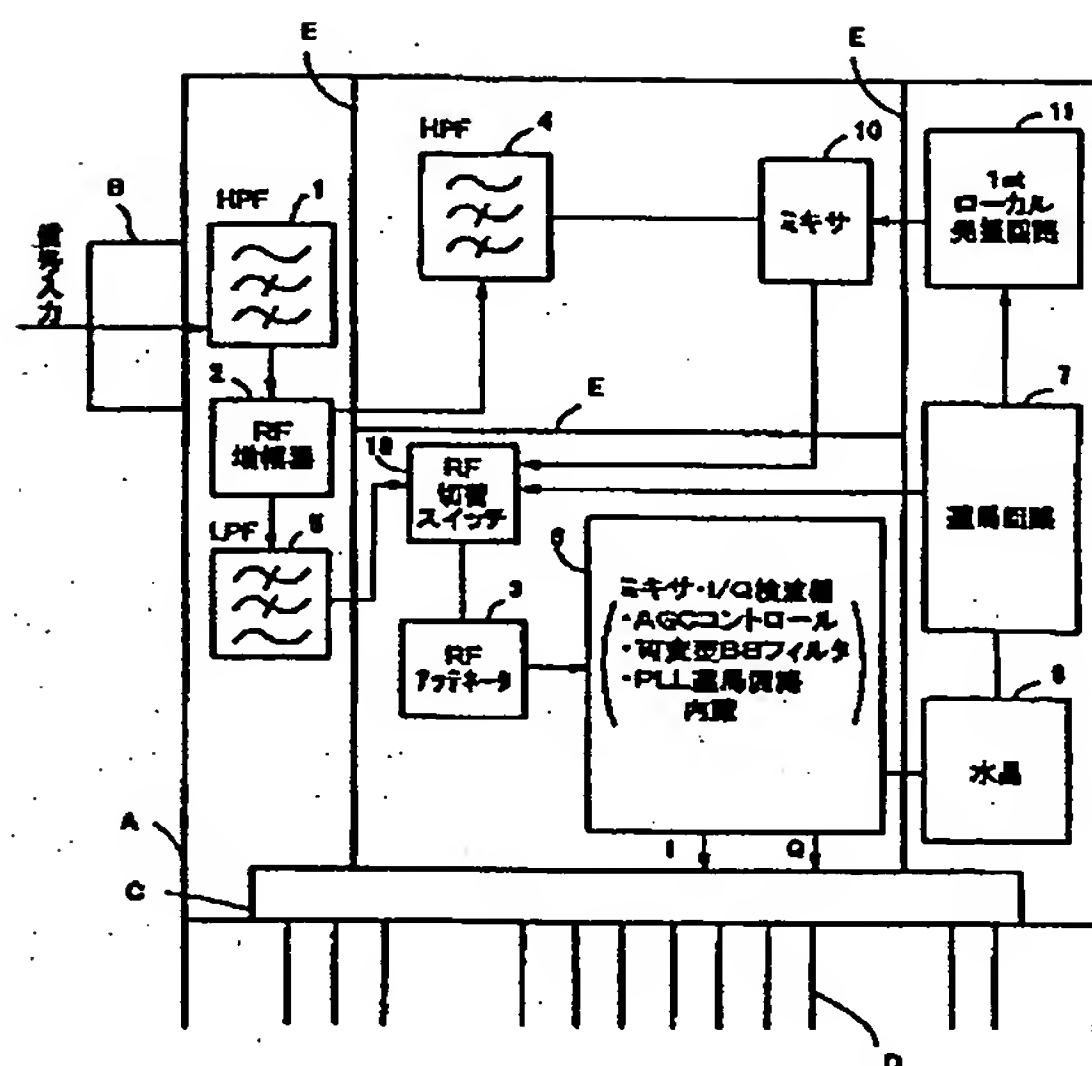 E
E
HPF
4
10
11
B
HPF
1
ミキサ
1st
ローカル
発振回路
信号入力
2
RF
増幅器
E
7
RF
切替
スイッチ
選局回路
LPF
ミキサ・I/Q検波器
・AGCコントロール
・可変型BBフィルタ
・PLL選局回路
内蔵
3
RF
アッテネータ
水晶
A
I
Q
C
D